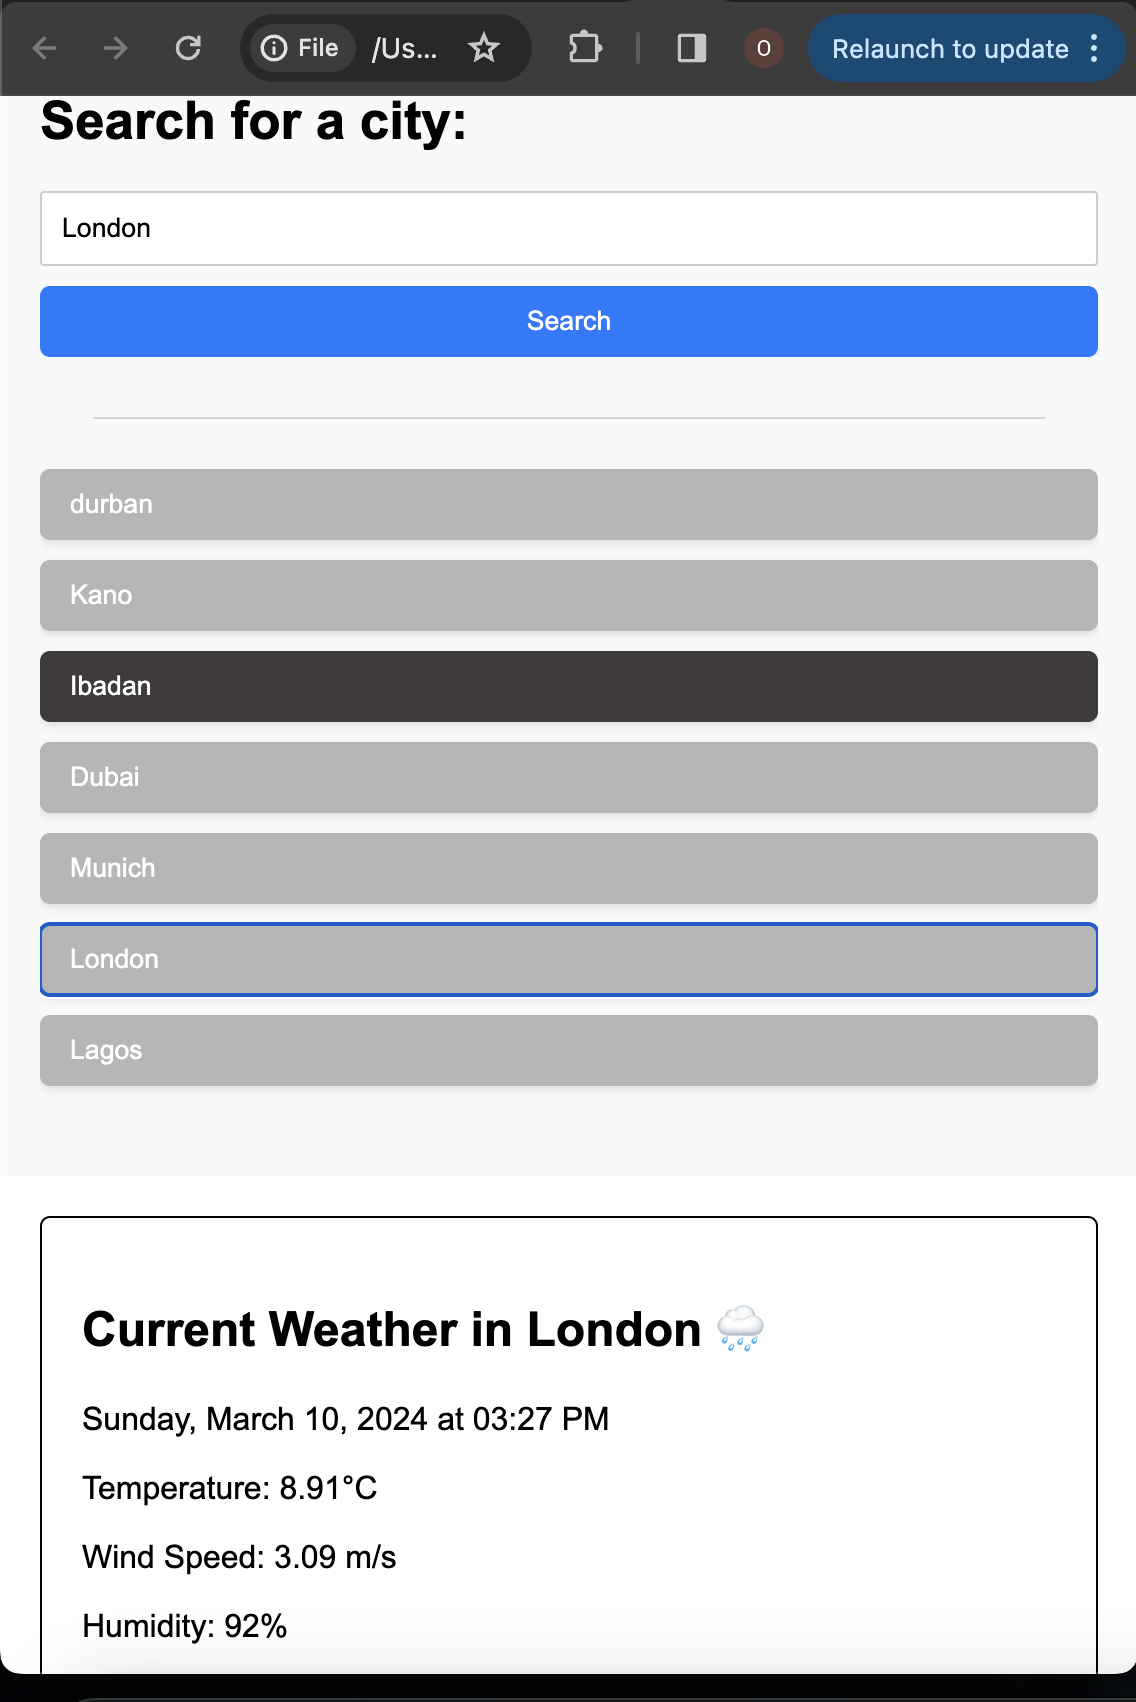 File /Us... O Relaunch to update
Search for a city:
London
Search
durban
Kano
Ibadan
Dubai
Munich
London
Lagos
Current Weather in London
Sunday, March 10, 2024 at 03:27 PM
Temperature: 8.91°C
Wind Speed: 3.09 m/s
Humidity: 92%